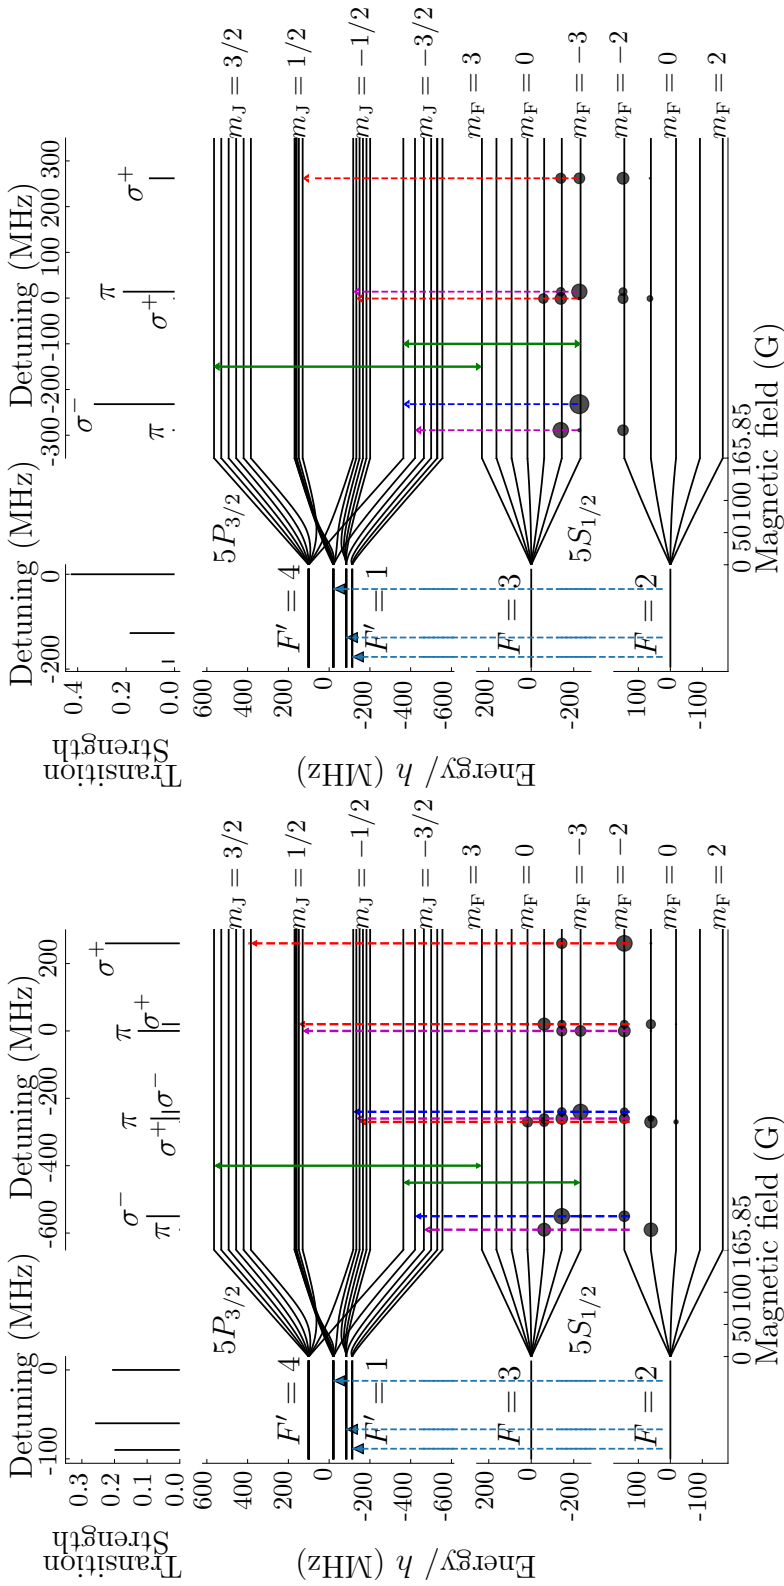 Detuning (MHz) Detuning (MHz)
-100 0 -600 -400 -200 0 200
Transition
Strength
0.3
0.2
0.1
0.0
π σ⁻ σ⁺ π σ⁻ π σ⁺ σ⁺
600
400
200
0
-200
-400
-600
Energy/ h (MHz)
0
-200
100
0
-100
5P3/2
F′ = 4
F′ = 1
F = 3
5S1/2
F = 2
mJ = 3/2
mJ = 1/2
mJ = −1/2
mJ = −3/2
mF = 3
mF = 0
mF = −3
mF = −2
mF = 0
mF = 2
0 50 100 165.85
Magnetic field (G)
Detuning (MHz) Detuning (MHz)
-200 0 -300 -200 -100 0 100 200 300
Transition
Strength
0.4
0.2
0.0
π σ⁻ σ⁺ π σ⁺
600
400
200
0
-200
-400
-600
Energy/ h (MHz)
0
-200
100
0
-100
5P3/2
F′ = 4
F′ = 1
F = 3
5S1/2
F = 2
mJ = 3/2
mJ = 1/2
mJ = −1/2
mJ = −3/2
mF = 3
mF = 0
mF = −3
mF = −2
mF = 0
mF = 2
0 50 100 165.85
Magnetic field (G)